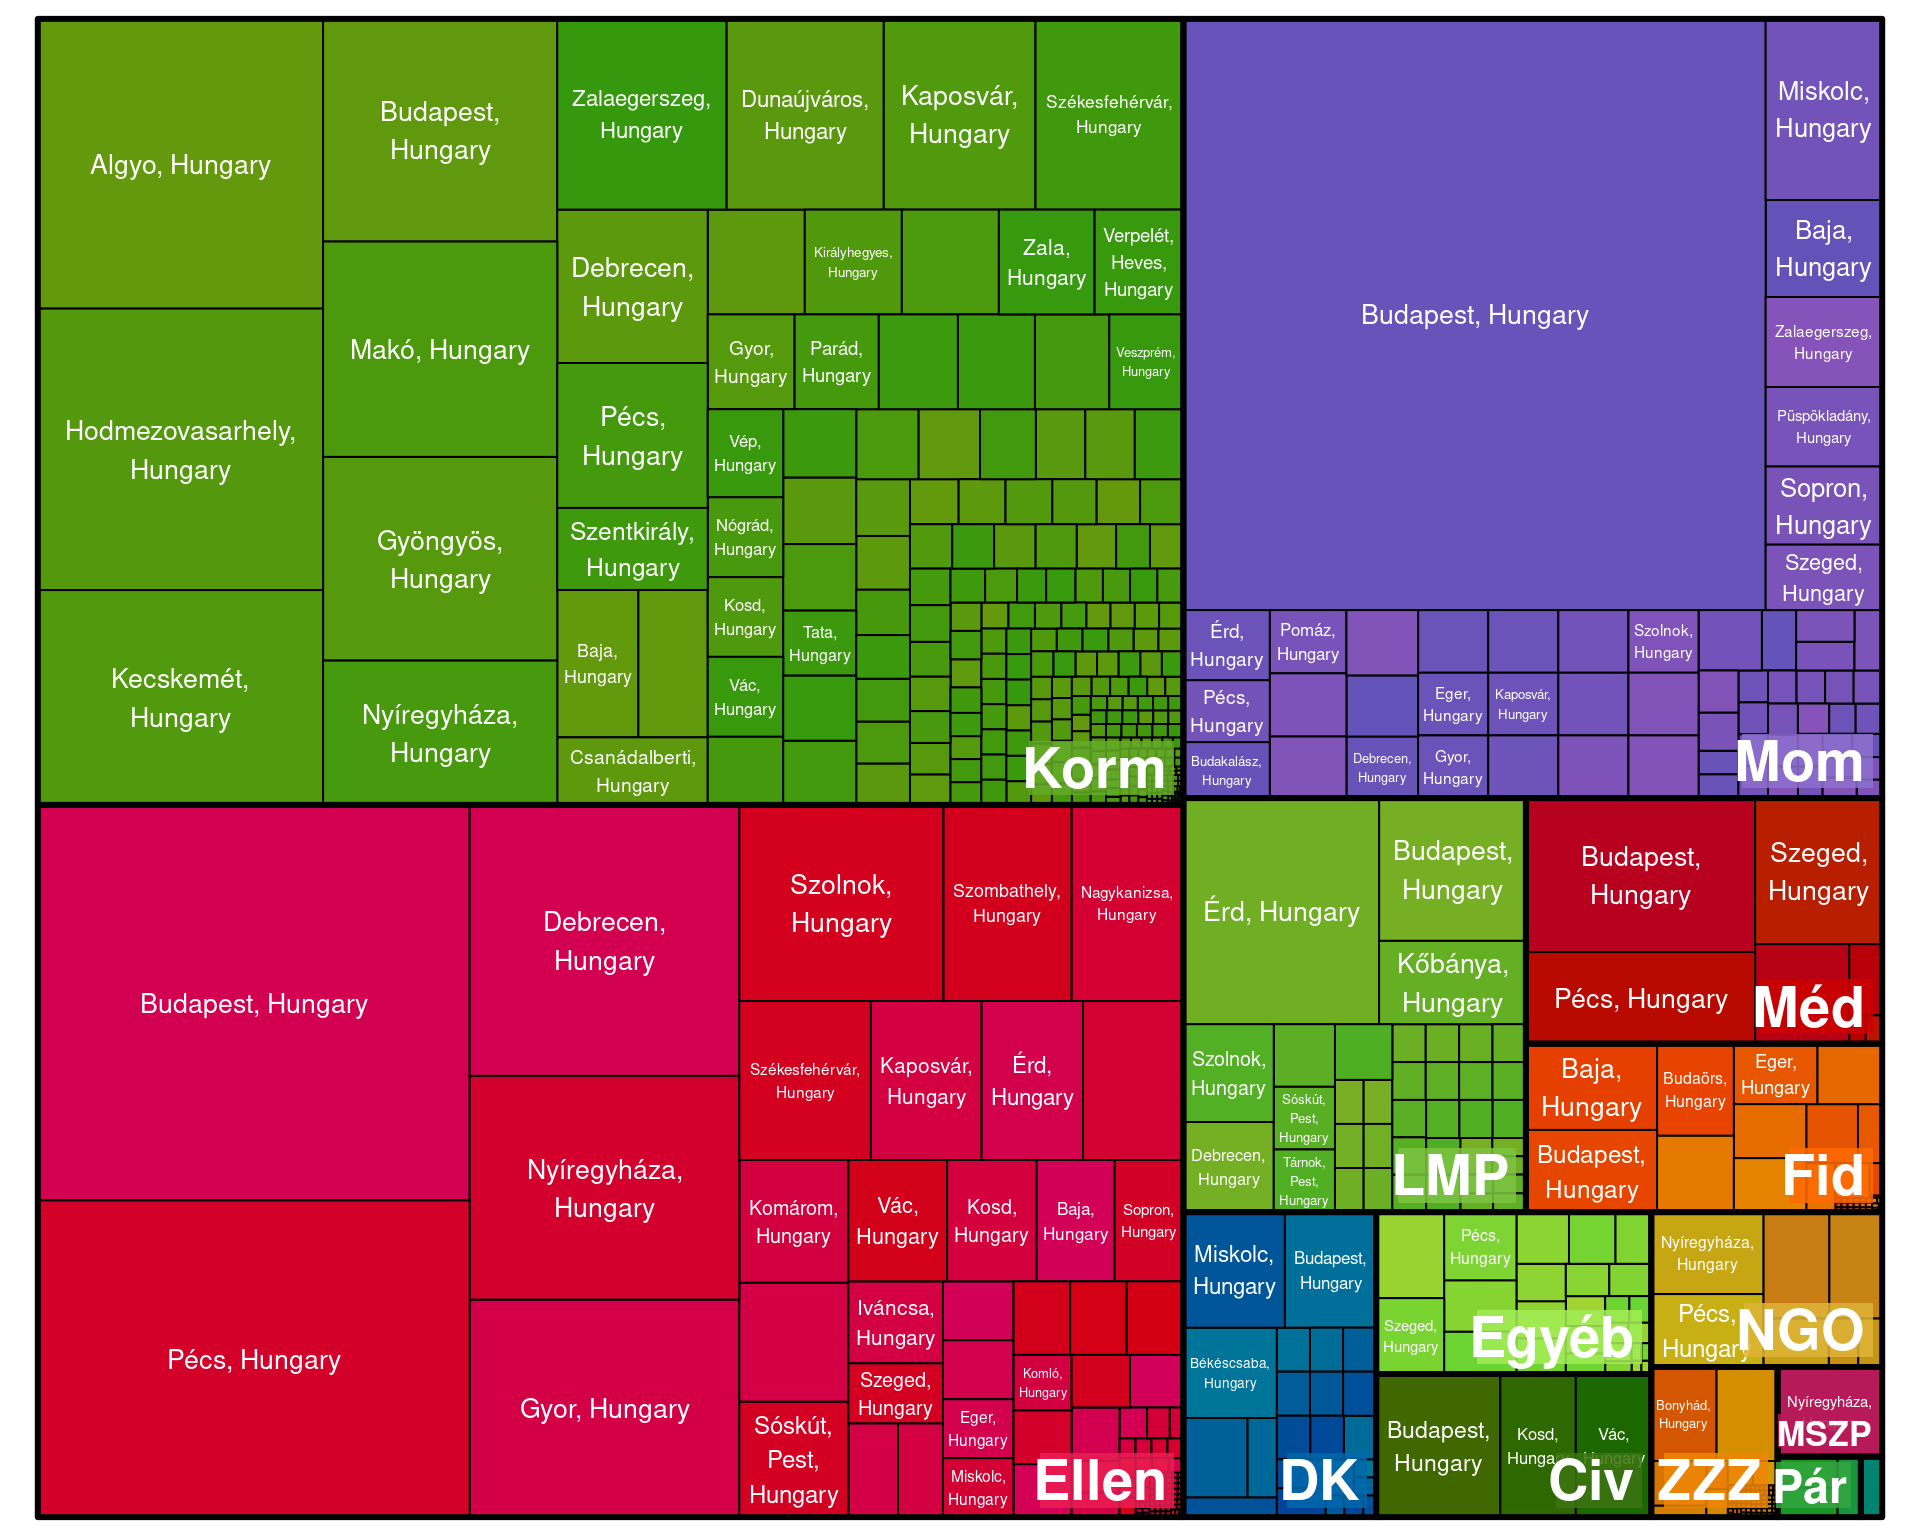 Algyo, Hungary
Hodmezovasarhely,
Hungary
Kecskemét,
Hungary
Budapest,
Hungary
Makó, Hungary
Gyöngyös,
Hungary
Nyíregyháza,
Hungary
Zalaegerszeg,
Hungary
Dunaújváros,
Hungary
Kaposvár,
Hungary
Székesfehérvár,
Hungary
Debrecen,
Hungary
Pécs,
Hungary
Szentkirály,
Hungary
Baja,
Hungary
Csanádalberti,
Hungary
Királyhegyes,
Hungary
Zala,
Hungary
Verpelét,
Heves,
Hungary
Gyor,
Hungary
Parád,
Hungary
Veszprém,
Hungary
Vép,
Hungary
Nógrád,
Hungary
Kosd,
Hungary
Vác,
Hungary
Tata,
Hungary
Korm
Budapest, Hungary
Miskolc,
Hungary
Baja,
Hungary
Zalaegerszeg,
Hungary
Püspökladány,
Hungary
Sopron,
Hungary
Szeged,
Hungary
Érd,
Hungary
Pécs,
Hungary
Budakalász,
Hungary
Pomáz,
Hungary
Debrecen,
Hungary
Eger,
Hungary
Gyor,
Hungary
Kaposvár,
Hungary
Szolnok,
Hungary
Mom
Budapest, Hungary
Pécs, Hungary
Debrecen,
Hungary
Nyíregyháza,
Hungary
Gyor, Hungary
Szolnok,
Hungary
Szombathely,
Hungary
Nagykanizsa,
Hungary
Székesfehérvár,
Hungary
Kaposvár,
Hungary
Érd,
Hungary
Komárom,
Hungary
Vác,
Hungary
Kosd,
Hungary
Baja,
Hungary
Sopron,
Hungary
Sóskút,
Pest,
Hungary
Iváncsa,
Hungary
Szeged,
Hungary
Eger,
Hungary
Miskolc,
Hungary
Komló,
Hungary
Ellen
Érd, Hungary
Budapest,
Hungary
Kőbánya,
Hungary
Szolnok,
Hungary
Debrecen,
Hungary
Sóskút,
Pest,
Hungary
Tárnok,
Pest,
Hungary
LMP
Budapest,
Hungary
Pécs, Hungary
Szeged,
Hungary
Méd
Baja,
Hungary
Budapest,
Hungary
Budaörs,
Hungary
Eger,
Hungary
Fid
Miskolc,
Hungary
Budapest,
Hungary
Békéscsaba,
Hungary
DK
Pécs,
Hungary
Szeged,
Hungary
Egyéb
Nyíregyháza,
Hungary
Pécs,
Hungary
NGO
Budapest,
Hungary
Kosd,
Hungary
Vác,
Hungary
Civ
Bonyhád,
Hungary
ZZZ
Nyíregyháza,
MSZP
Pár